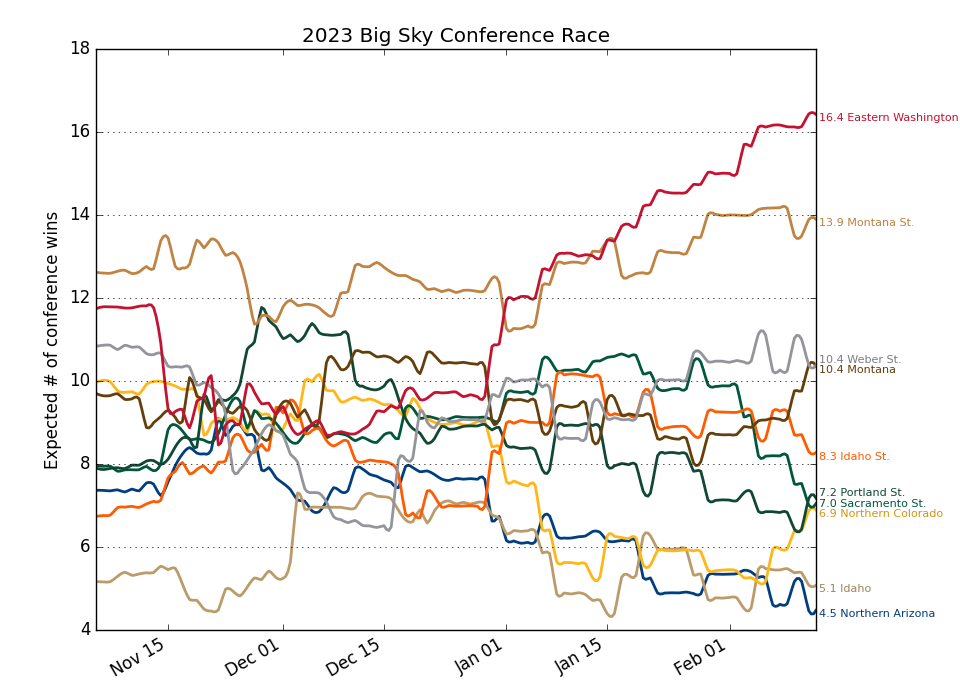 2023 Big Sky Conference Race
Expected # of conference wins
18
16
14
12
10
8
6
4
Nov 15
Dec 01
Dec 15
Jan 01
Jan 15
Feb 01
16.4 Eastern Washington
13.9 Montana St.
10.4 Weber St.
10.4 Montana
8.3 Idaho St.
7.2 Portland St.
7.0 Sacramento St.
6.9 Northern Colorado
5.1 Idaho
4.5 Northern Arizona